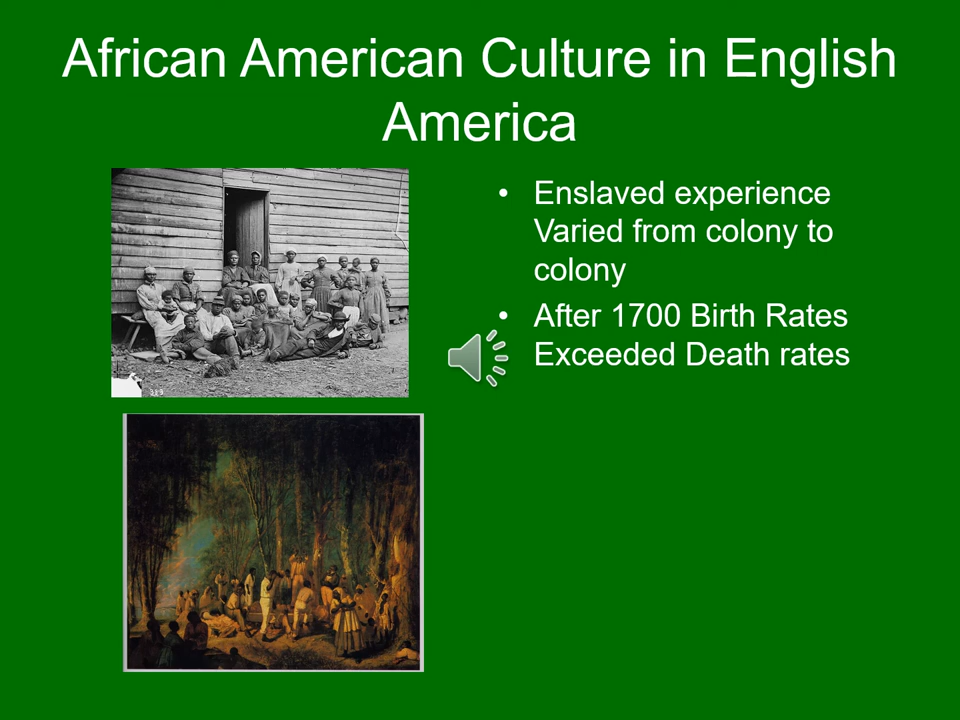 African American Culture in English
America
• Enslaved experience
Varied from colony to
colony
• After 1700 Birth Rates
Exceeded Death rates